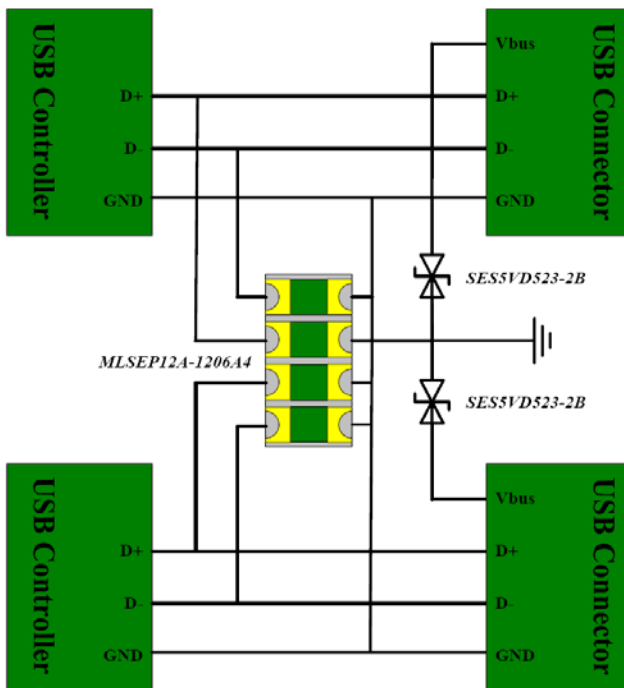 USB Controller
D+
D-
GND
USB Connector
Vbus
D+
D-
GND
SES5VD523-2B
MLSEP12A-1206A4
SES5VD523-2B
USB Controller
D+
D-
GND
USB Connector
Vbus
D+
D-
GND